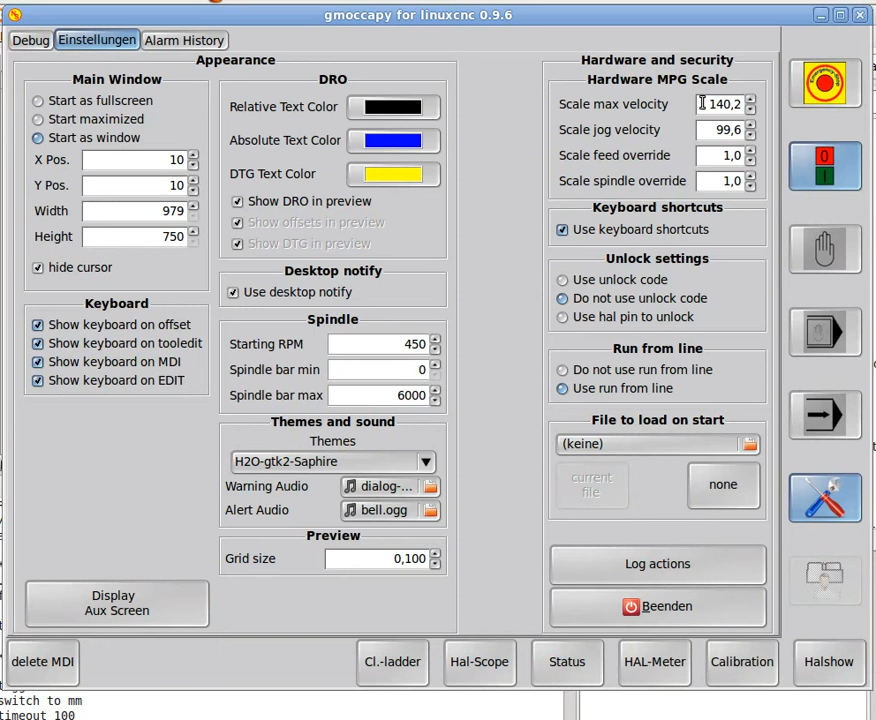 gmoccapy for linuxcnc 0.9.6
Debug
Einstellungen
Alarm History
Appearance
Main Window
Start as fullscreen
Start maximized
Start as window
X Pos. 10
Y Pos. 10
Width 979
Height 750
hide cursor
Keyboard
Show keyboard on offset
Show keyboard on tooledit
Show keyboard on MDI
Show keyboard on EDIT
Display
Aux Screen
DRO
Relative Text Color
Absolute Text Color
DTG Text Color
Show DRO in preview
Show offsets in preview
Show DTG in preview
Desktop notify
Use desktop notify
Spindle
Starting RPM 450
Spindle bar min 0
Spindle bar max 6000
Themes and sound
Themes
H2O-gtk2-Saphire
Warning Audio dialog-...
Alert Audio bell.ogg
Preview
Grid size 0,100
Hardware and security
Hardware MPG Scale
Scale max velocity 140,2
Scale jog velocity 99,6
Scale feed override 1,0
Scale spindle override 1,0
Keyboard shortcuts
Use keyboard shortcuts
Unlock settings
Use unlock code
Do not use unlock code
Use hal pin to unlock
Run from line
Do not use run from line
Use run from line
File to load on start
(keine)
current
file
none
Log actions
Beenden
0
I
delete MDI
Cl.-ladder
Hal-Scope
Status
HAL-Meter
Calibration
Halshow
switch to mm
timeout 100